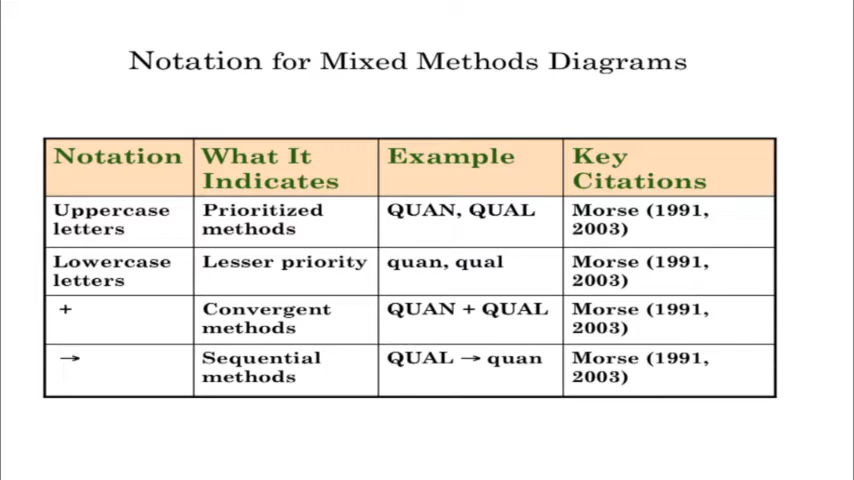 Notation for Mixed Methods Diagrams
Notation What It Indicates Example Key Citations
Uppercase letters Prioritized methods QUAN, QUAL Morse (1991, 2003)
Lowercase letters Lesser priority quan, qual Morse (1991, 2003)
+ Convergent methods QUAN + QUAL Morse (1991, 2003)
→ Sequential methods QUAL → quan Morse (1991, 2003)